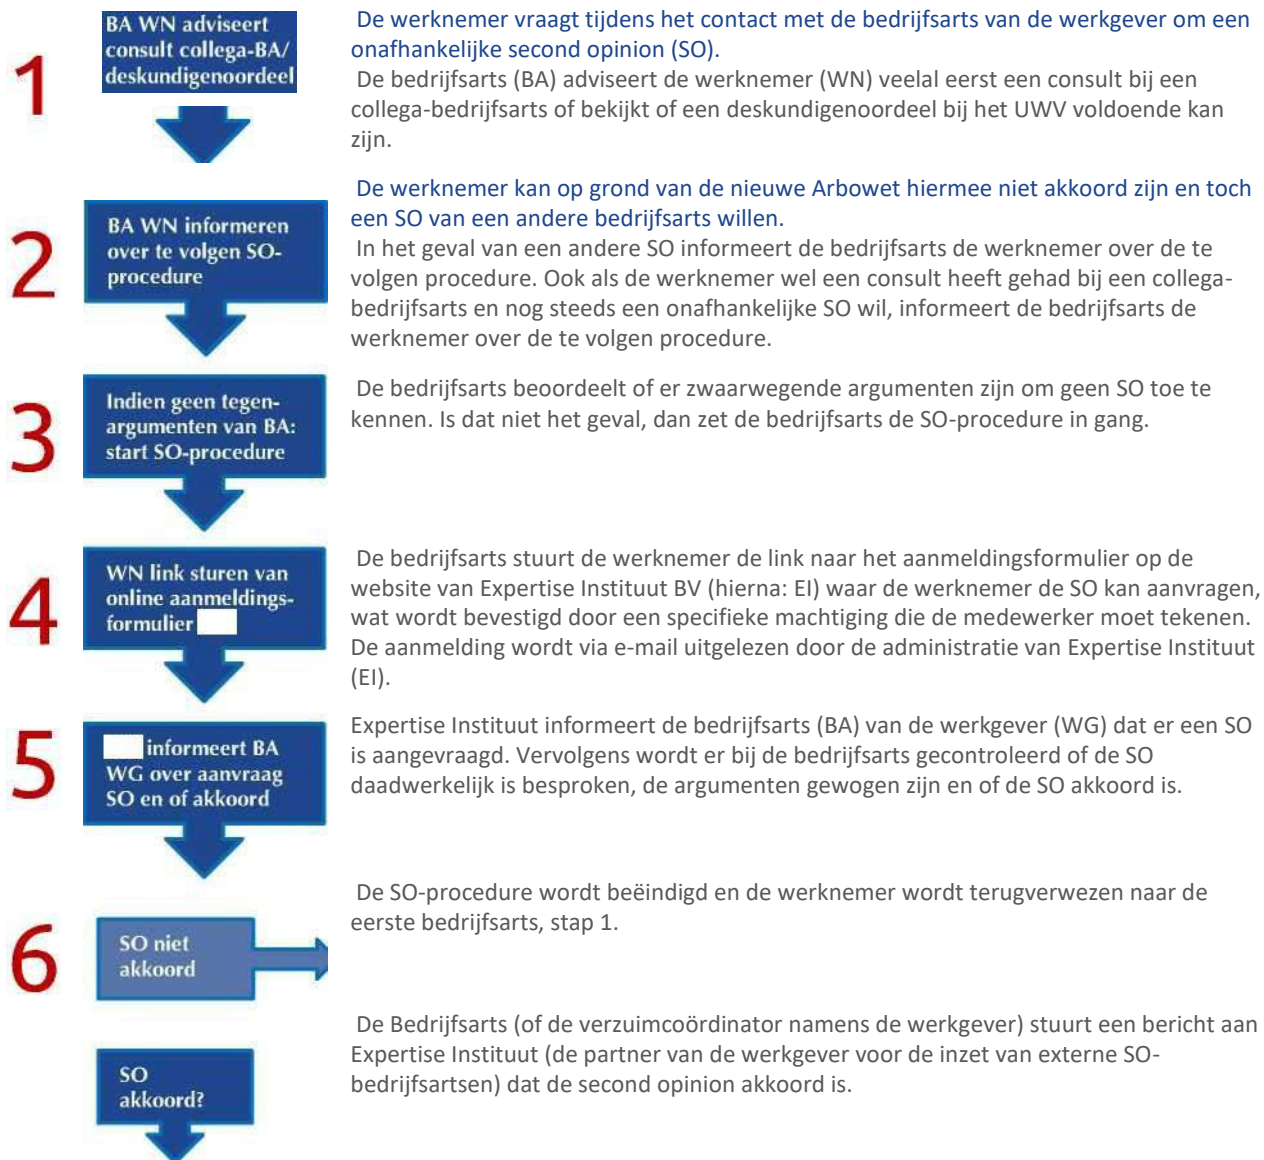 1
BA WN adviseert
consult collega-BA/
deskundigenoordeel
De werknemer vraagt tijdens het contact met de bedrijfsarts van de werkgever om een
onafhankelijke second opinion (SO).
De bedrijfsarts (BA) adviseert de werknemer (WN) veelal eerst een consult bij een
collega-bedrijfsarts of bekijkt of een deskundigenoordeel bij het UWV voldoende kan
zijn.
2
BA WN informeren
over te volgen SO-
procedure
De werknemer kan op grond van de nieuwe Arbowet hiermee niet akkoord zijn en toch
een SO van een andere bedrijfsarts willen.
In het geval van een andere SO informeert de bedrijfsarts de werknemer over de te
volgen procedure. Ook als de werknemer wel een consult heeft gehad bij een collega-
bedrijfsarts en nog steeds een onafhankelijke SO wil, informeert de bedrijfsarts de
werknemer over de te volgen procedure.
3
Indien geen tegen-
argumenten van BA:
start SO-procedure
De bedrijfsarts beoordeelt of er zwaarwegende argumenten zijn om geen SO toe te
kennen. Is dat niet het geval, dan zet de bedrijfsarts de SO-procedure in gang.
4
WN link sturen van
online aanmeldings-
formulier
De bedrijfsarts stuurt de werknemer de link naar het aanmeldingsformulier op de
website van Expertise Instituut BV (hierna: EI) waar de werknemer de SO kan aanvragen,
wat wordt bevestigd door een specifieke machtiging die de medewerker moet tekenen.
De aanmelding wordt via e-mail uitgelezen door de administratie van Expertise Instituut
(EI).
5
informeert BA
WG over aanvraag
SO en of akkoord
Expertise Instituut informeert de bedrijfsarts (BA) van de werkgever (WG) dat er een SO
is aangevraagd. Vervolgens wordt er bij de bedrijfsarts gecontroleerd of de SO
daadwerkelijk is besproken, de argumenten gewogen zijn en of de SO akkoord is.
6
SO niet
akkoord
De SO-procedure wordt beëindigd en de werknemer wordt terugverwezen naar de
eerste bedrijfsarts, stap 1.
SO
akkoord?
De Bedrijfsarts (of de verzuimcoördinator namens de werkgever) stuurt een bericht aan
Expertise Instituut (de partner van de werkgever voor de inzet van externe SO-
bedrijfsartsen) dat de second opinion akkoord is.